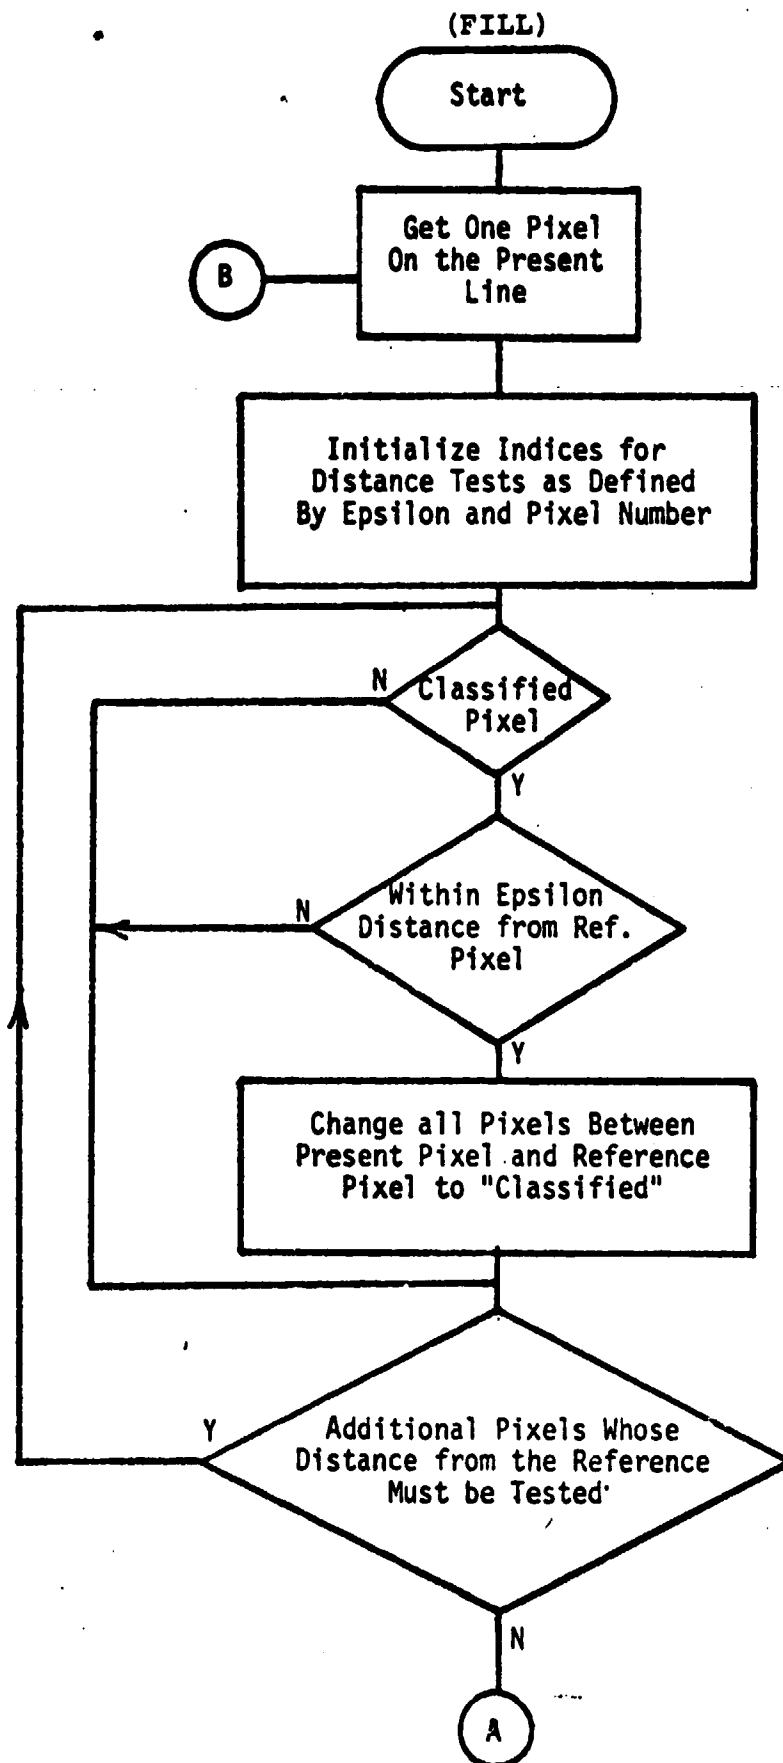 (FILL)
Start
Get One Pixel
On the Present
Line
B
Initialize Indices for
Distance Tests as Defined
By Epsilon and Pixel Number
N
Classified
Pixel
Y
N
Within Epsilon
Distance from Ref.
Pixel
Y
Change all Pixels Between
Present Pixel and Reference
Pixel to "Classified"
Y
Additional Pixels Whose
Distance from the Reference
Must be Tested
N
A